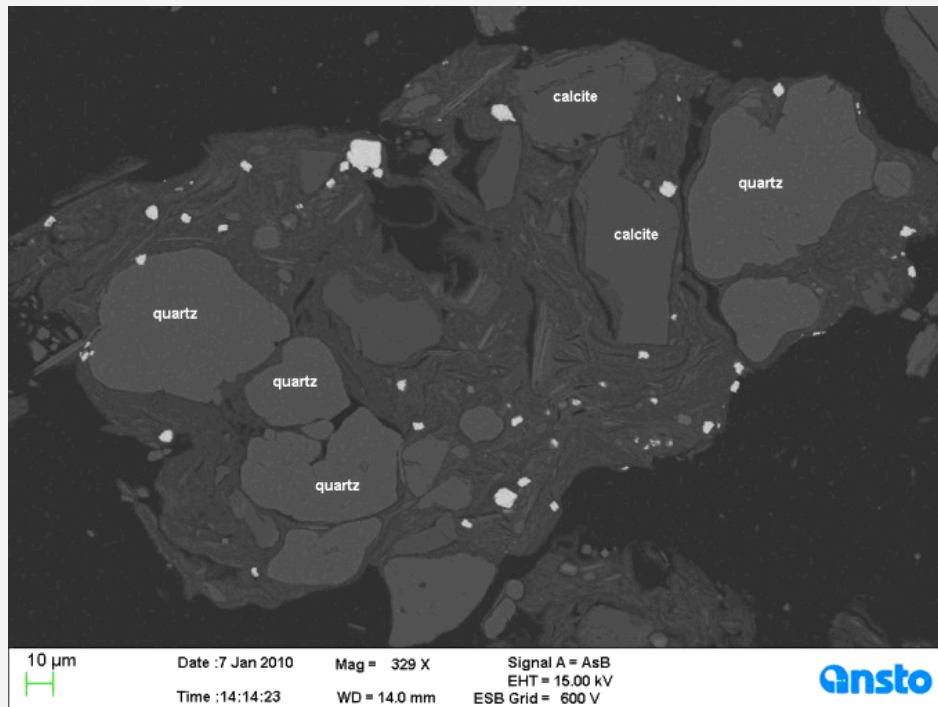 calcite
quartz
calcite
quartz
quartz
quartz
10 µm
Date :7 Jan 2010 Mag = 329 X Signal A = AsB
EHT = 15.00 kV
Time :14:14:23 WD = 14.0 mm ESB Grid = 600 V
ansto